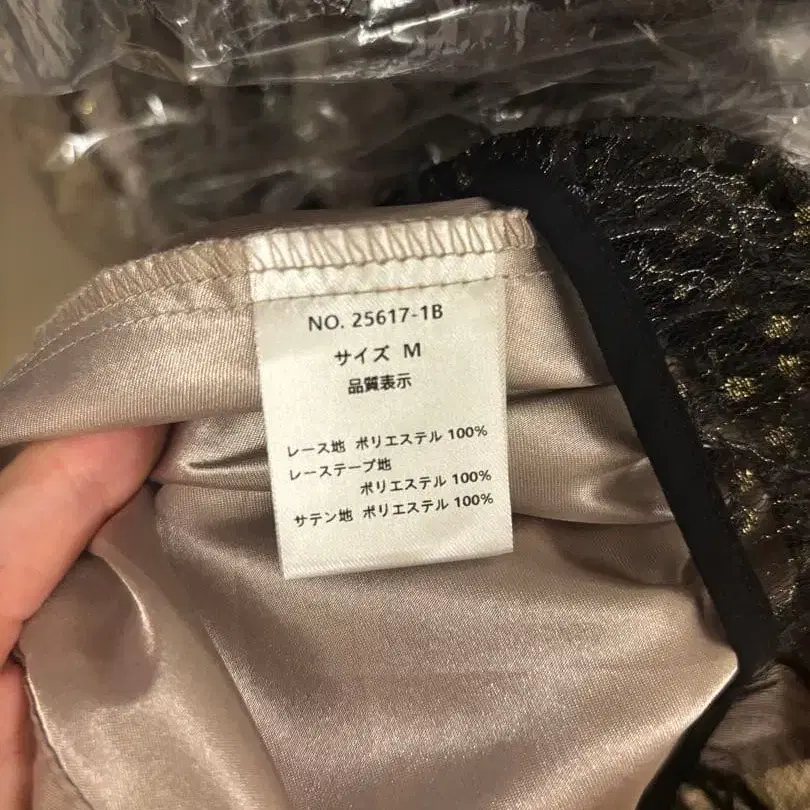 NO. 25617-1B
サイズ M
品質表示
レース地 ポリエステル 100%
レーステープ地
ポリエステル 100%
サテン地 ポリエステル 100%